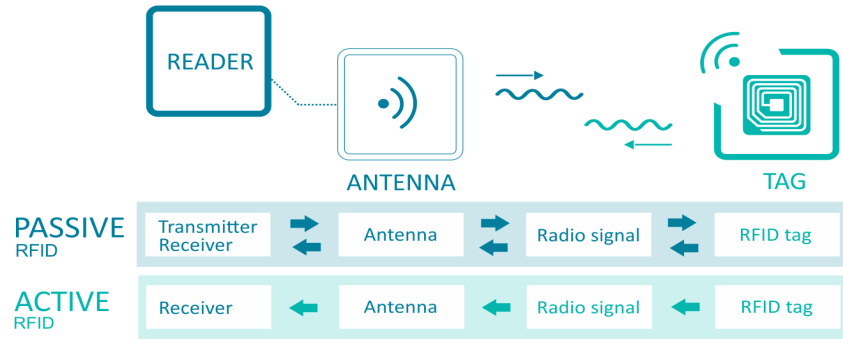 READER
ANTENNA
TAG
PASSIVE
RFID
Transmitter
Receiver
Antenna
Radio signal
RFID tag
ACTIVE
RFID
Receiver
Antenna
Radio signal
RFID tag